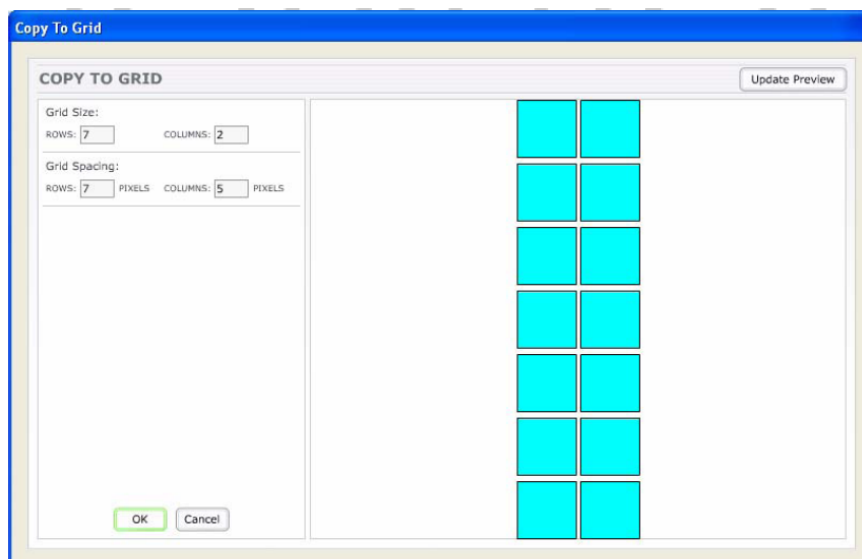 Copy To Grid
COPY TO GRID
Update Preview
Grid Size:
ROWS: 7 COLUMNS: 2
Grid Spacing:
ROWS: 7 PIXELS COLUMNS: 5 PIXELS
OK Cancel